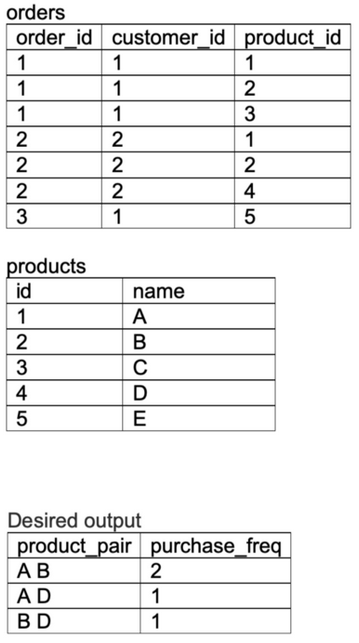 orders
order_id customer_id product_id
1 1 1
1 1 2
1 1 3
2 2 1
2 2 2
2 2 4
3 1 5
products
id name
1 A
2 B
3 C
4 D
5 E
Desired output
product_pair purchase_freq
A B 2
A D 1
B D 1